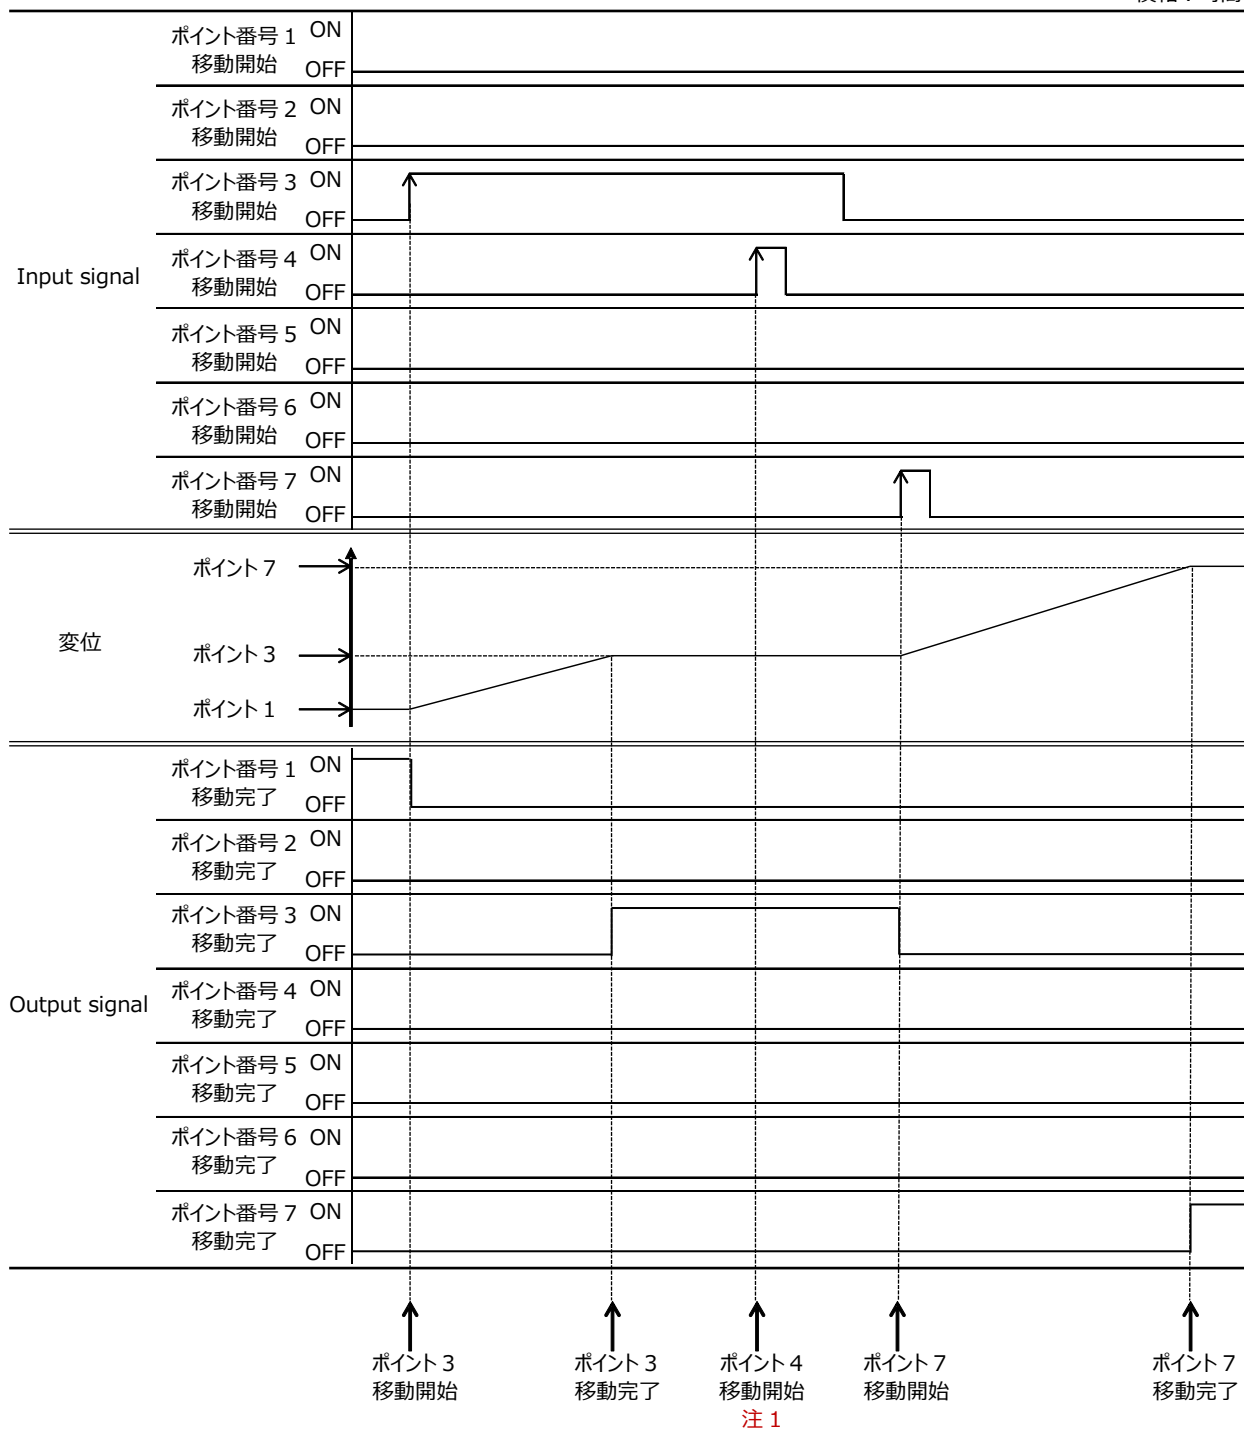 Input signal
ポイント番号 1 ON
移動開始 OFF
ポイント番号 2 ON
移動開始 OFF
ポイント番号 3 ON
移動開始 OFF
ポイント番号 4 ON
移動開始 OFF
ポイント番号 5 ON
移動開始 OFF
ポイント番号 6 ON
移動開始 OFF
ポイント番号 7 ON
移動開始 OFF
変位
ポイント 7
ポイント 3
ポイント 1
Output signal
ポイント番号 1 ON
移動完了 OFF
ポイント番号 2 ON
移動完了 OFF
ポイント番号 3 ON
移動完了 OFF
ポイント番号 4 ON
移動完了 OFF
ポイント番号 5 ON
移動完了 OFF
ポイント番号 6 ON
移動完了 OFF
ポイント番号 7 ON
移動完了 OFF
ポイント 3
移動開始
ポイント 3
移動完了
ポイント 4
移動開始
注 1
ポイント 7
移動開始
ポイント 7
移動完了